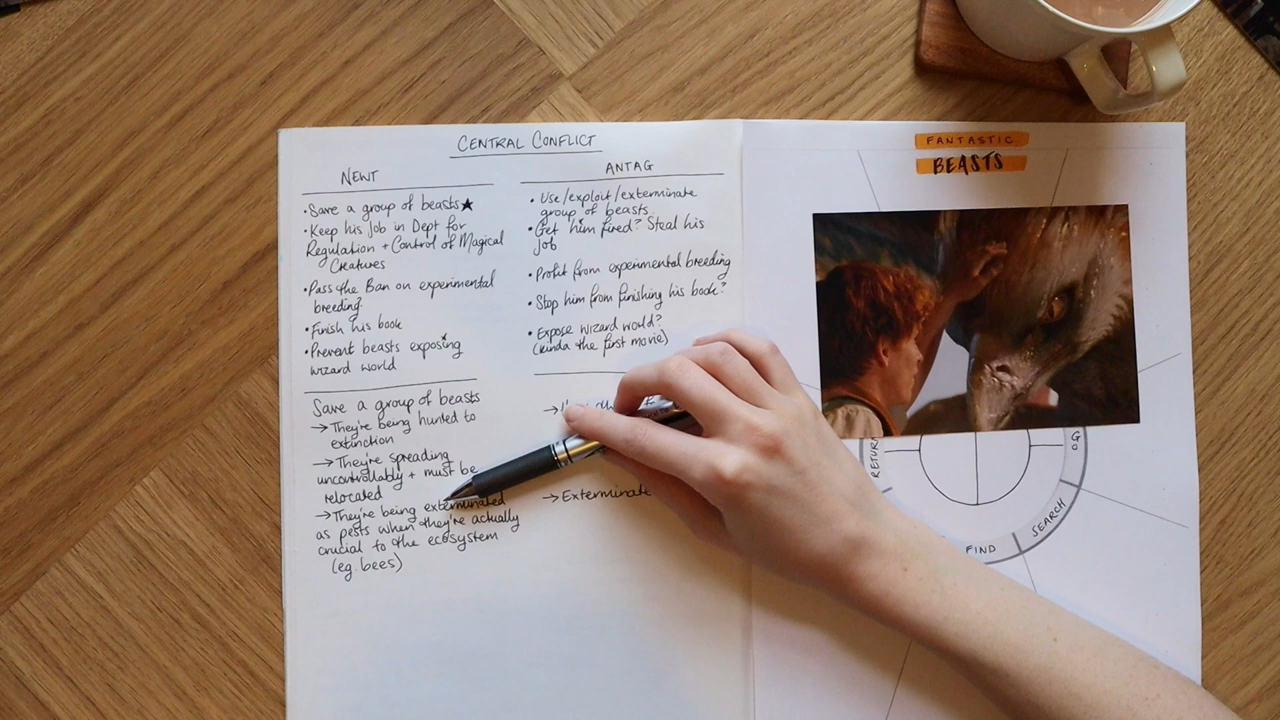 CENTRAL CONFLICT
NEWT
• Save a group of beasts ★
• Keep his job in Dept for
Regulation + Control of Magical
Creatures
• Pass the Ban on experimental
breeding?
• Finish his book
• Prevent beasts exposing
wizard world
ANTAG
• Use/exploit/exterminate
group of beasts
• Get him fired? Steal his
job
• Profit from experimental breeding
• Stop him from finishing his book?
• Expose wizard world?
(kinda the first movie)
Save a group of beasts
→ They're being hunted to
extinction
→ They're spreading
uncontrollably + must be
relocated
→ They're being exterminated
as pests when they're actually
crucial to the ecosystem
(eg. bees)
→ Exterminate
FANTASTIC
BEASTS
RETURN
GO
SEARCH
FIND